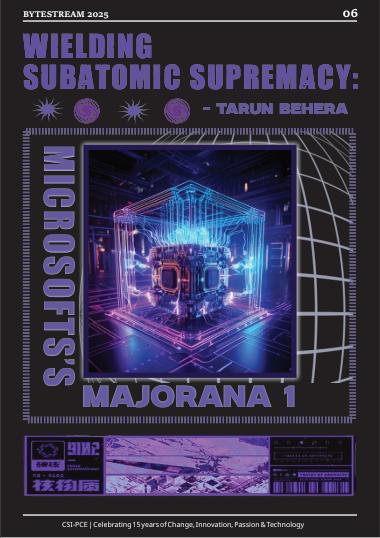 BYTESTREAM 2025
06
WIELDING
SUBATOMIC SUPREMACY:
- TARUN BEHERA
MICROSOFTS'S
MAJORANA 1
CSI-PCE | Celebrating 15 years of Change, Innovation, Passion & Technology